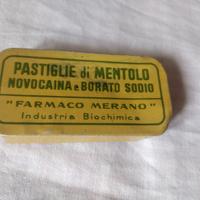 PASTIGLIE di MENTOLO
NOVOCAINA e BORATO SODIO
"FARMACO MERANO"
Industria Biochimica